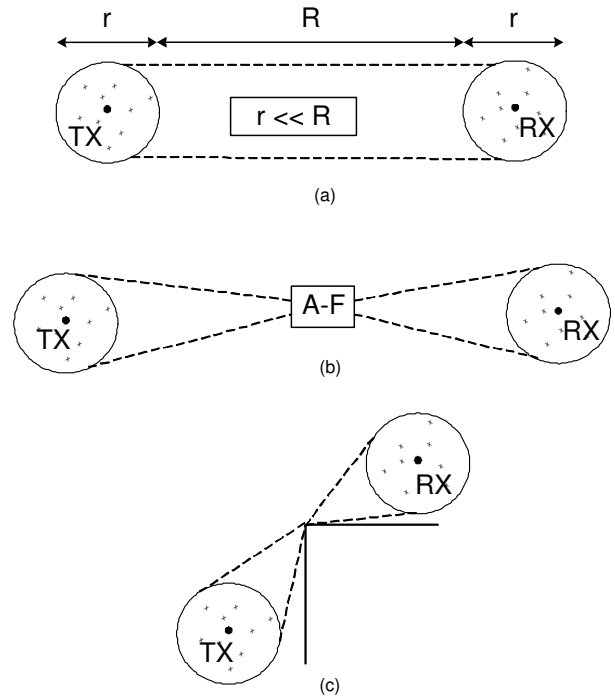 r R r
TX r << R RX
(a)
TX A-F RX
(b)
RX
TX
(c)